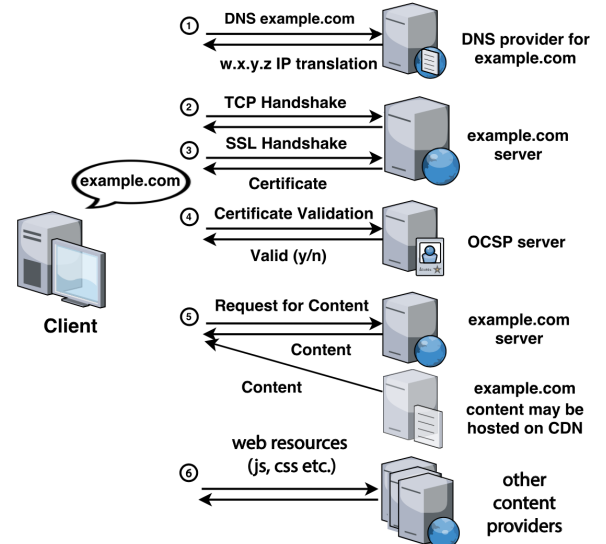 1
DNS example.com
w.x.y.z IP translation
DNS provider for
example.com
2
TCP Handshake
3
SSL Handshake
Certificate
example.com
server
example.com
Client
4
Certificate Validation
Valid (y/n)
Access
OCSP server
5
Request for Content
Content
example.com
server
Content
example.com
content may be
hosted on CDN
6
web resources
(js, css etc.)
other
content
providers